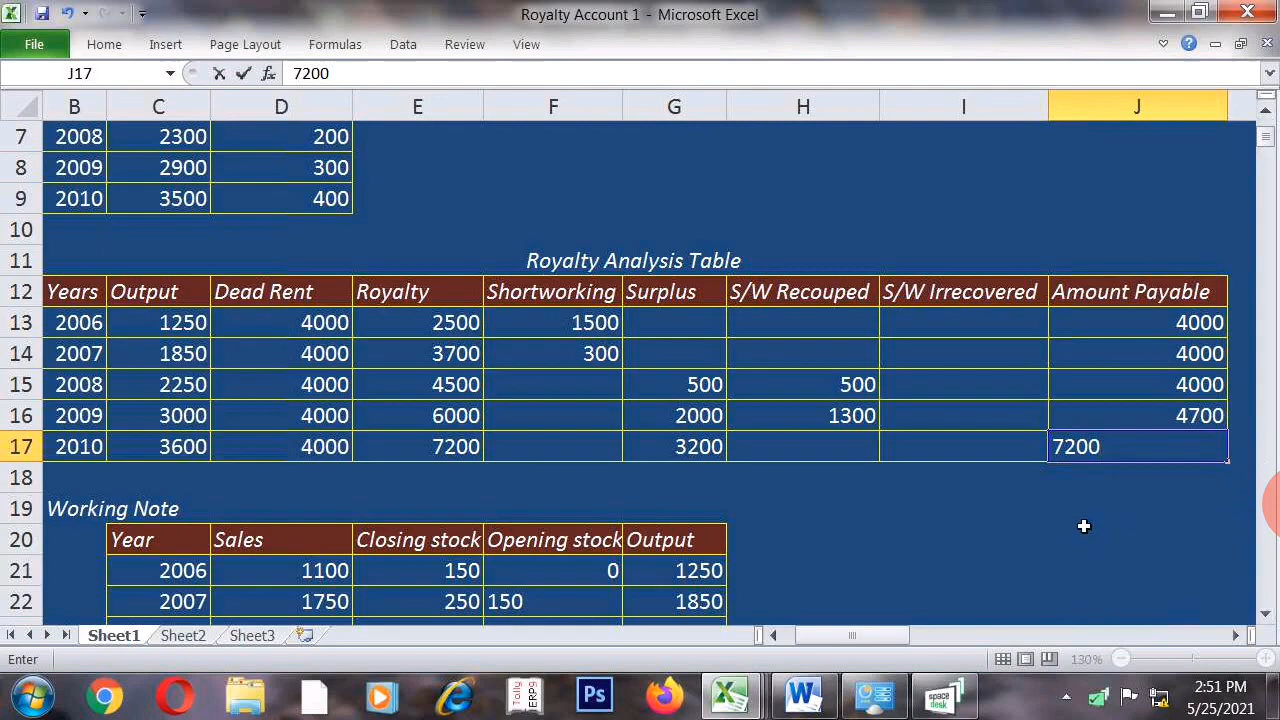 Royalty Account 1 - Microsoft Excel
File Home Insert Page Layout Formulas Data Review View
J17 fx 7200
B C D E F G H I J
7 2008 2300 200
8 2009 2900 300
9 2010 3500 400
10
11 Royalty Analysis Table
12 Years Output Dead Rent Royalty Shortworking Surplus S/W Recouped S/W Irrecovered Amount Payable
13 2006 1250 4000 2500 1500 4000
14 2007 1850 4000 3700 300 4000
15 2008 2250 4000 4500 500 500 4000
16 2009 3000 4000 6000 2000 1300 4700
17 2010 3600 4000 7200 3200 7200
18
19 Working Note
20 Year Sales Closing stock Opening stock Output
21 2006 1100 150 0 1250
22 2007 1750 250 150 1850
Sheet1 Sheet2 Sheet3
Enter 130%
Tally ERP9 Ps W space desk 2:51 PM
5/25/2021